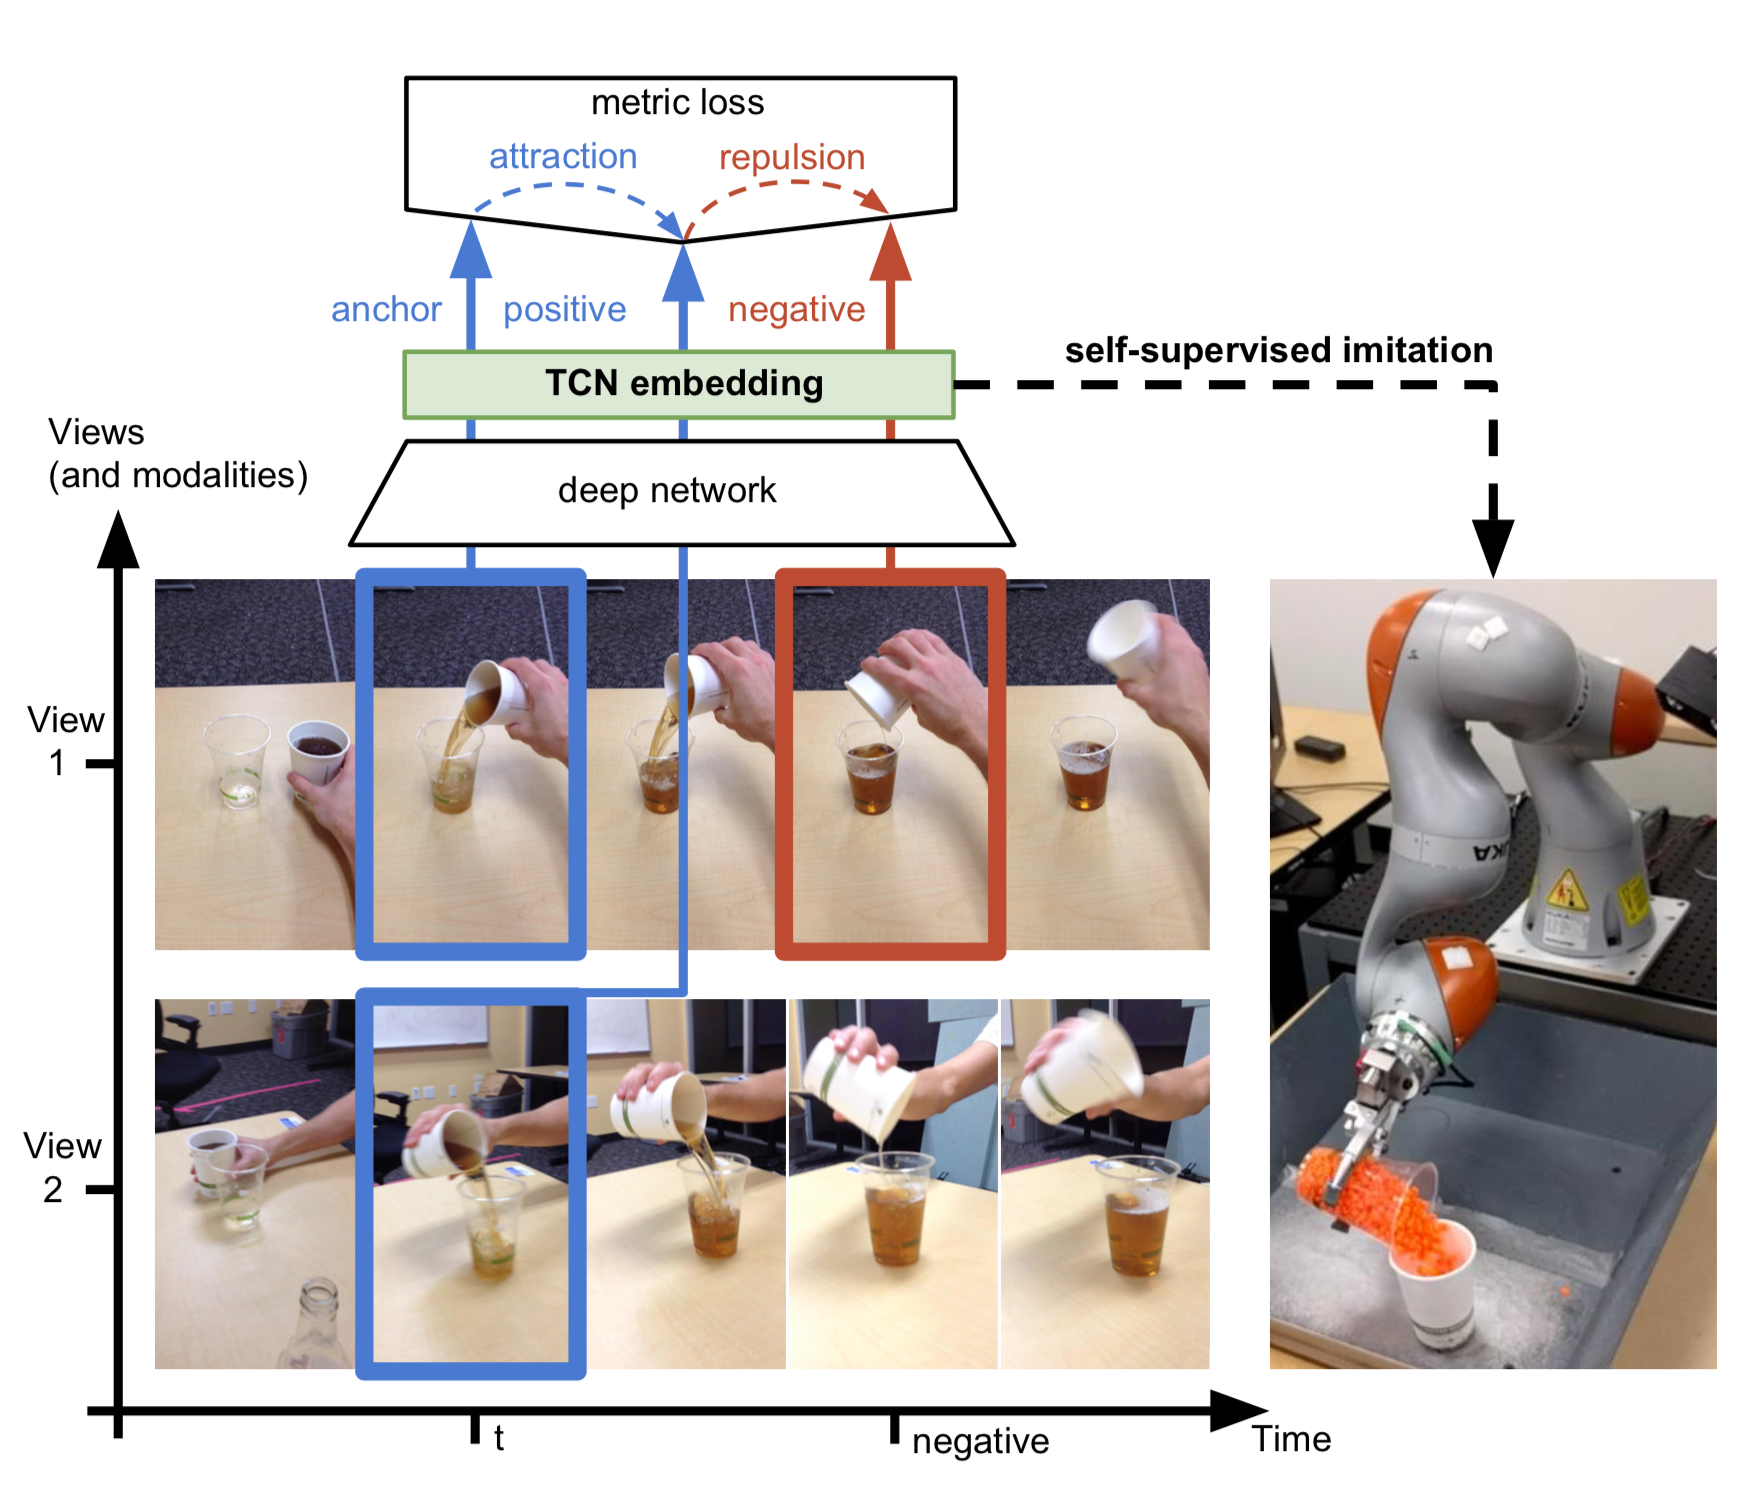 metric loss
attraction
repulsion
anchor
positive
negative
self-supervised imitation
TCN embedding
Views
(and modalities)
deep network
View
1
KUKA
View
2
t
negative
Time